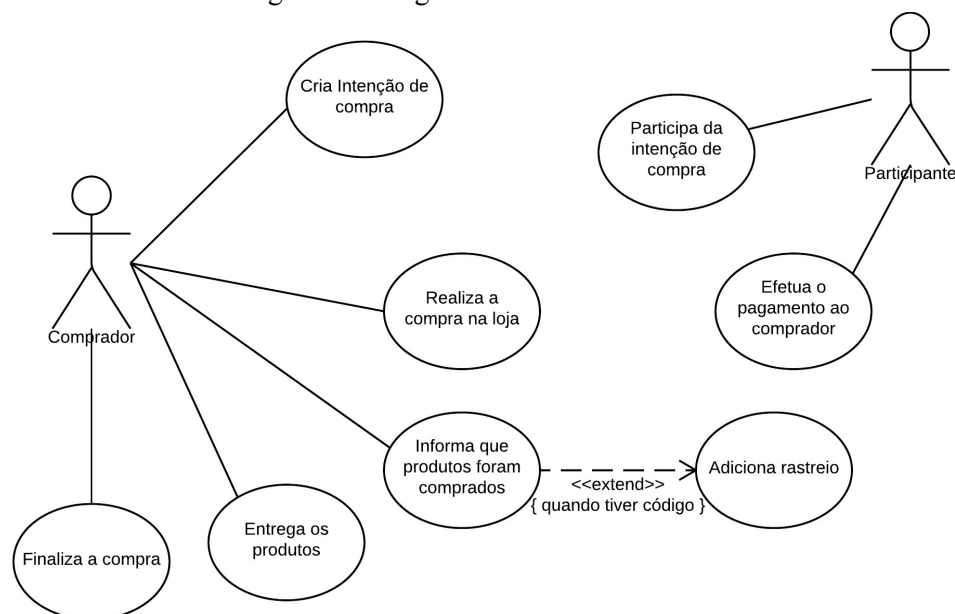 Cria Intenção de
compra
Participa da
intenção de
compra
Participante
Realiza a
compra na loja
Efetua o
pagamento ao
comprador
Comprador
Informa que
produtos foram
comprados
<<extend>>
{ quando tiver código }
Adiciona rastreio
Entrega os
produtos
Finaliza a compra